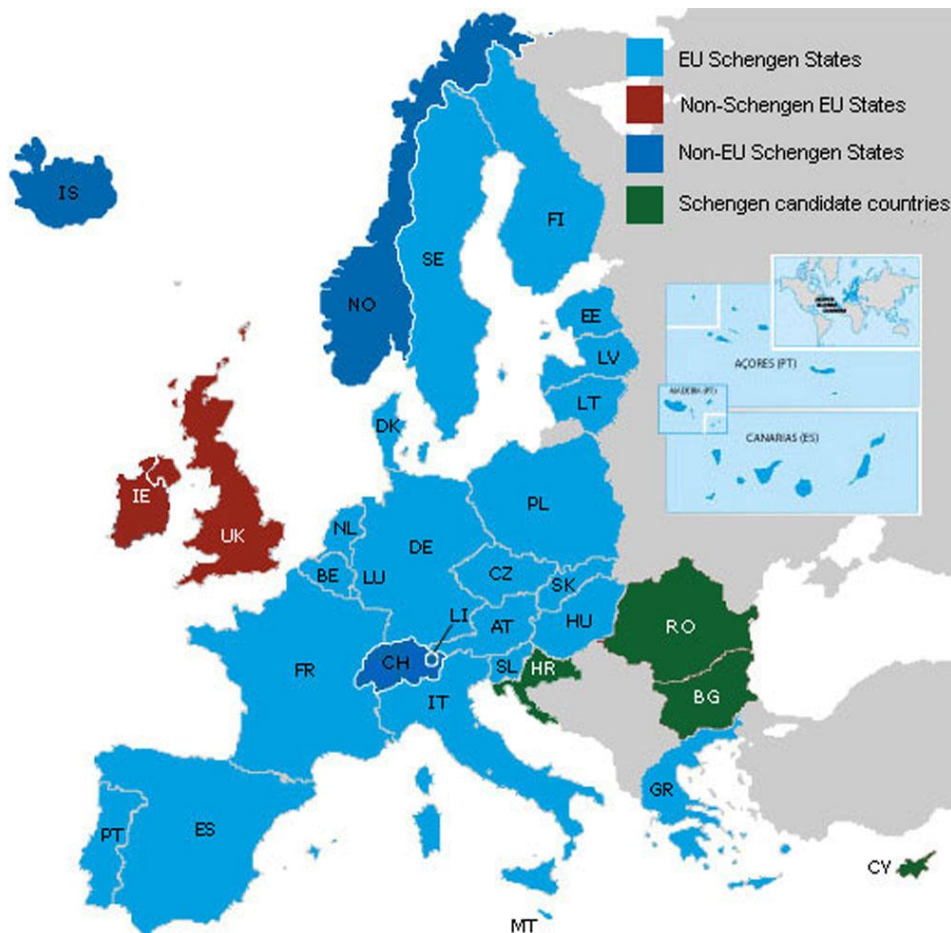 EU Schengen States
Non-Schengen EU States
Non-EU Schengen States
Schengen candidate countries
IS
FI
SE
NO
EE
LV
LT
DK
AÇORES (PT)
MADEIRA (PT)
CANARIAS (ES)
IE
UK
NL
PL
DE
BE
LU
CZ
SK
LI
AT
HU
RO
FR
CH
SL
HR
BG
IT
GR
PT
ES
CY
MT